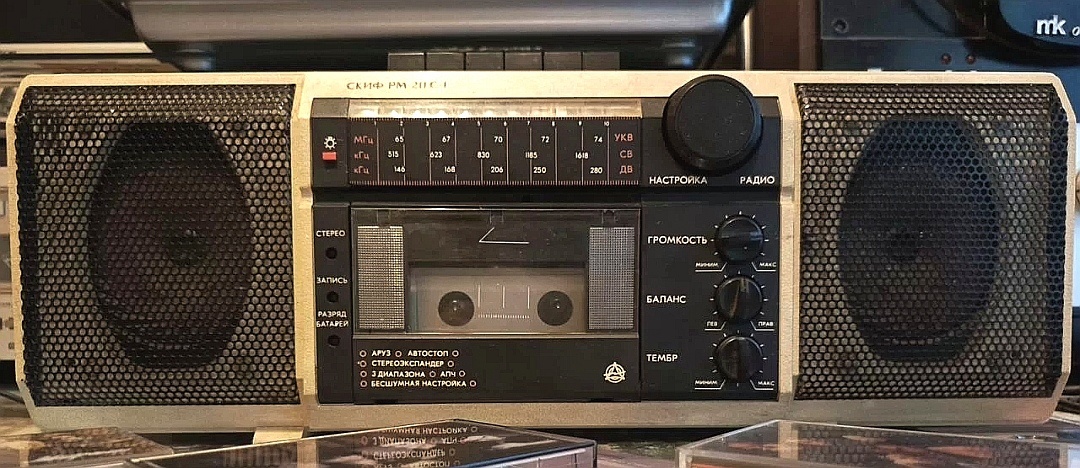 mk
СКИФ РМ-211С-1
МГц 65 67 70 72 74 УКВ
кГц 515 623 830 1185 1618 СВ
кГц 146 168 206 250 280 ДВ
НАСТРОЙКА РАДИО
СТЕРЕО
ЗАПИСЬ
РАЗРЯД
БАТАРЕЙ
ГРОМКОСТЬ
МИНИМ МАКС
БАЛАНС
ЛЕВ ПРАВ
ТЕМБР
МИНИМ МАКС
АРУЗ АВТОСТОП
СТЕРЕОЭКСПАНДЕР
3 ДИАПАЗОНА АПЧ
БЕСШУМНАЯ НАСТРОЙКА